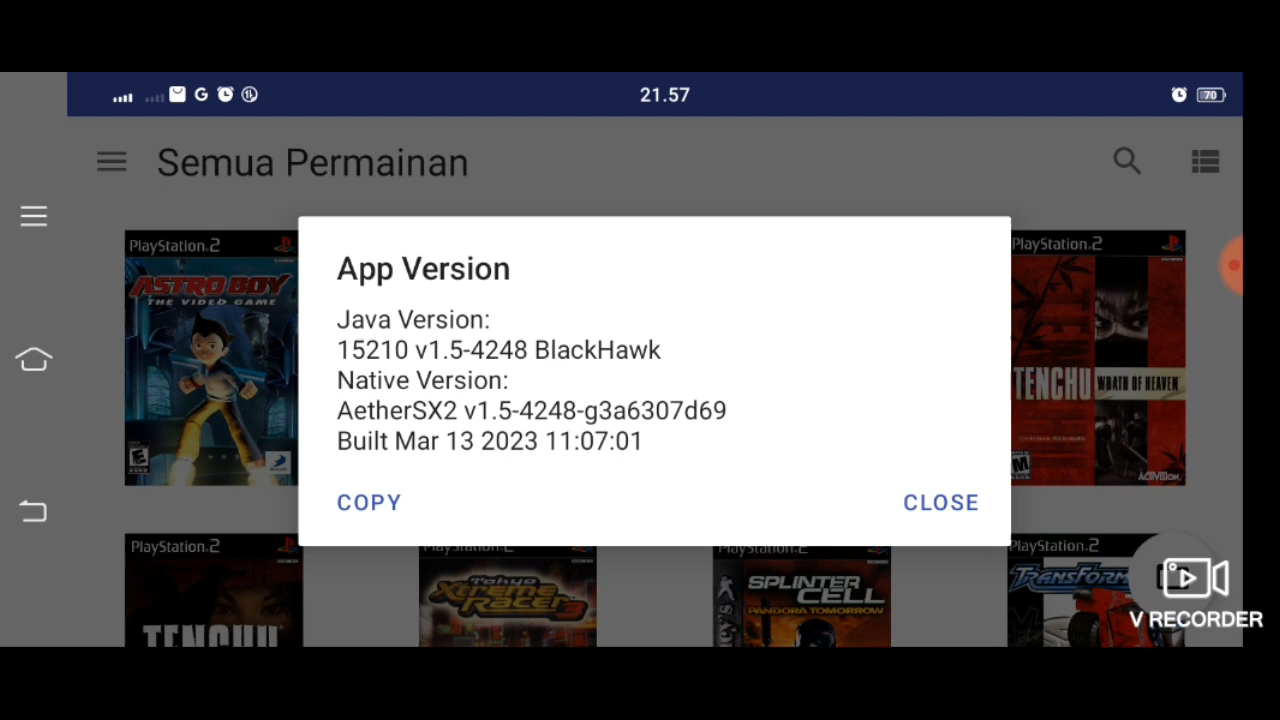 21.57
70
Semua Permainan
PlayStation.2
ASTRO BOY
THE VIDEO GAME
App Version
Java Version:
15210 v1.5-4248 BlackHawk
Native Version:
AetherSX2 v1.5-4248-g3a6307d69
Built Mar 13 2023 11:07:01
COPY
CLOSE
PlayStation.2
TENCHU
WRATH OF HEAVEN
M
ACTIVISION.
E
PlayStation.2
TENCHU
PlayStation.2
Tokyo
Xtreme
Racer 3
PlayStation.2
SPLINTER
CELL
PANDORA TOMORROW
PlayStation.2
TRANSFORM
V RECORDER